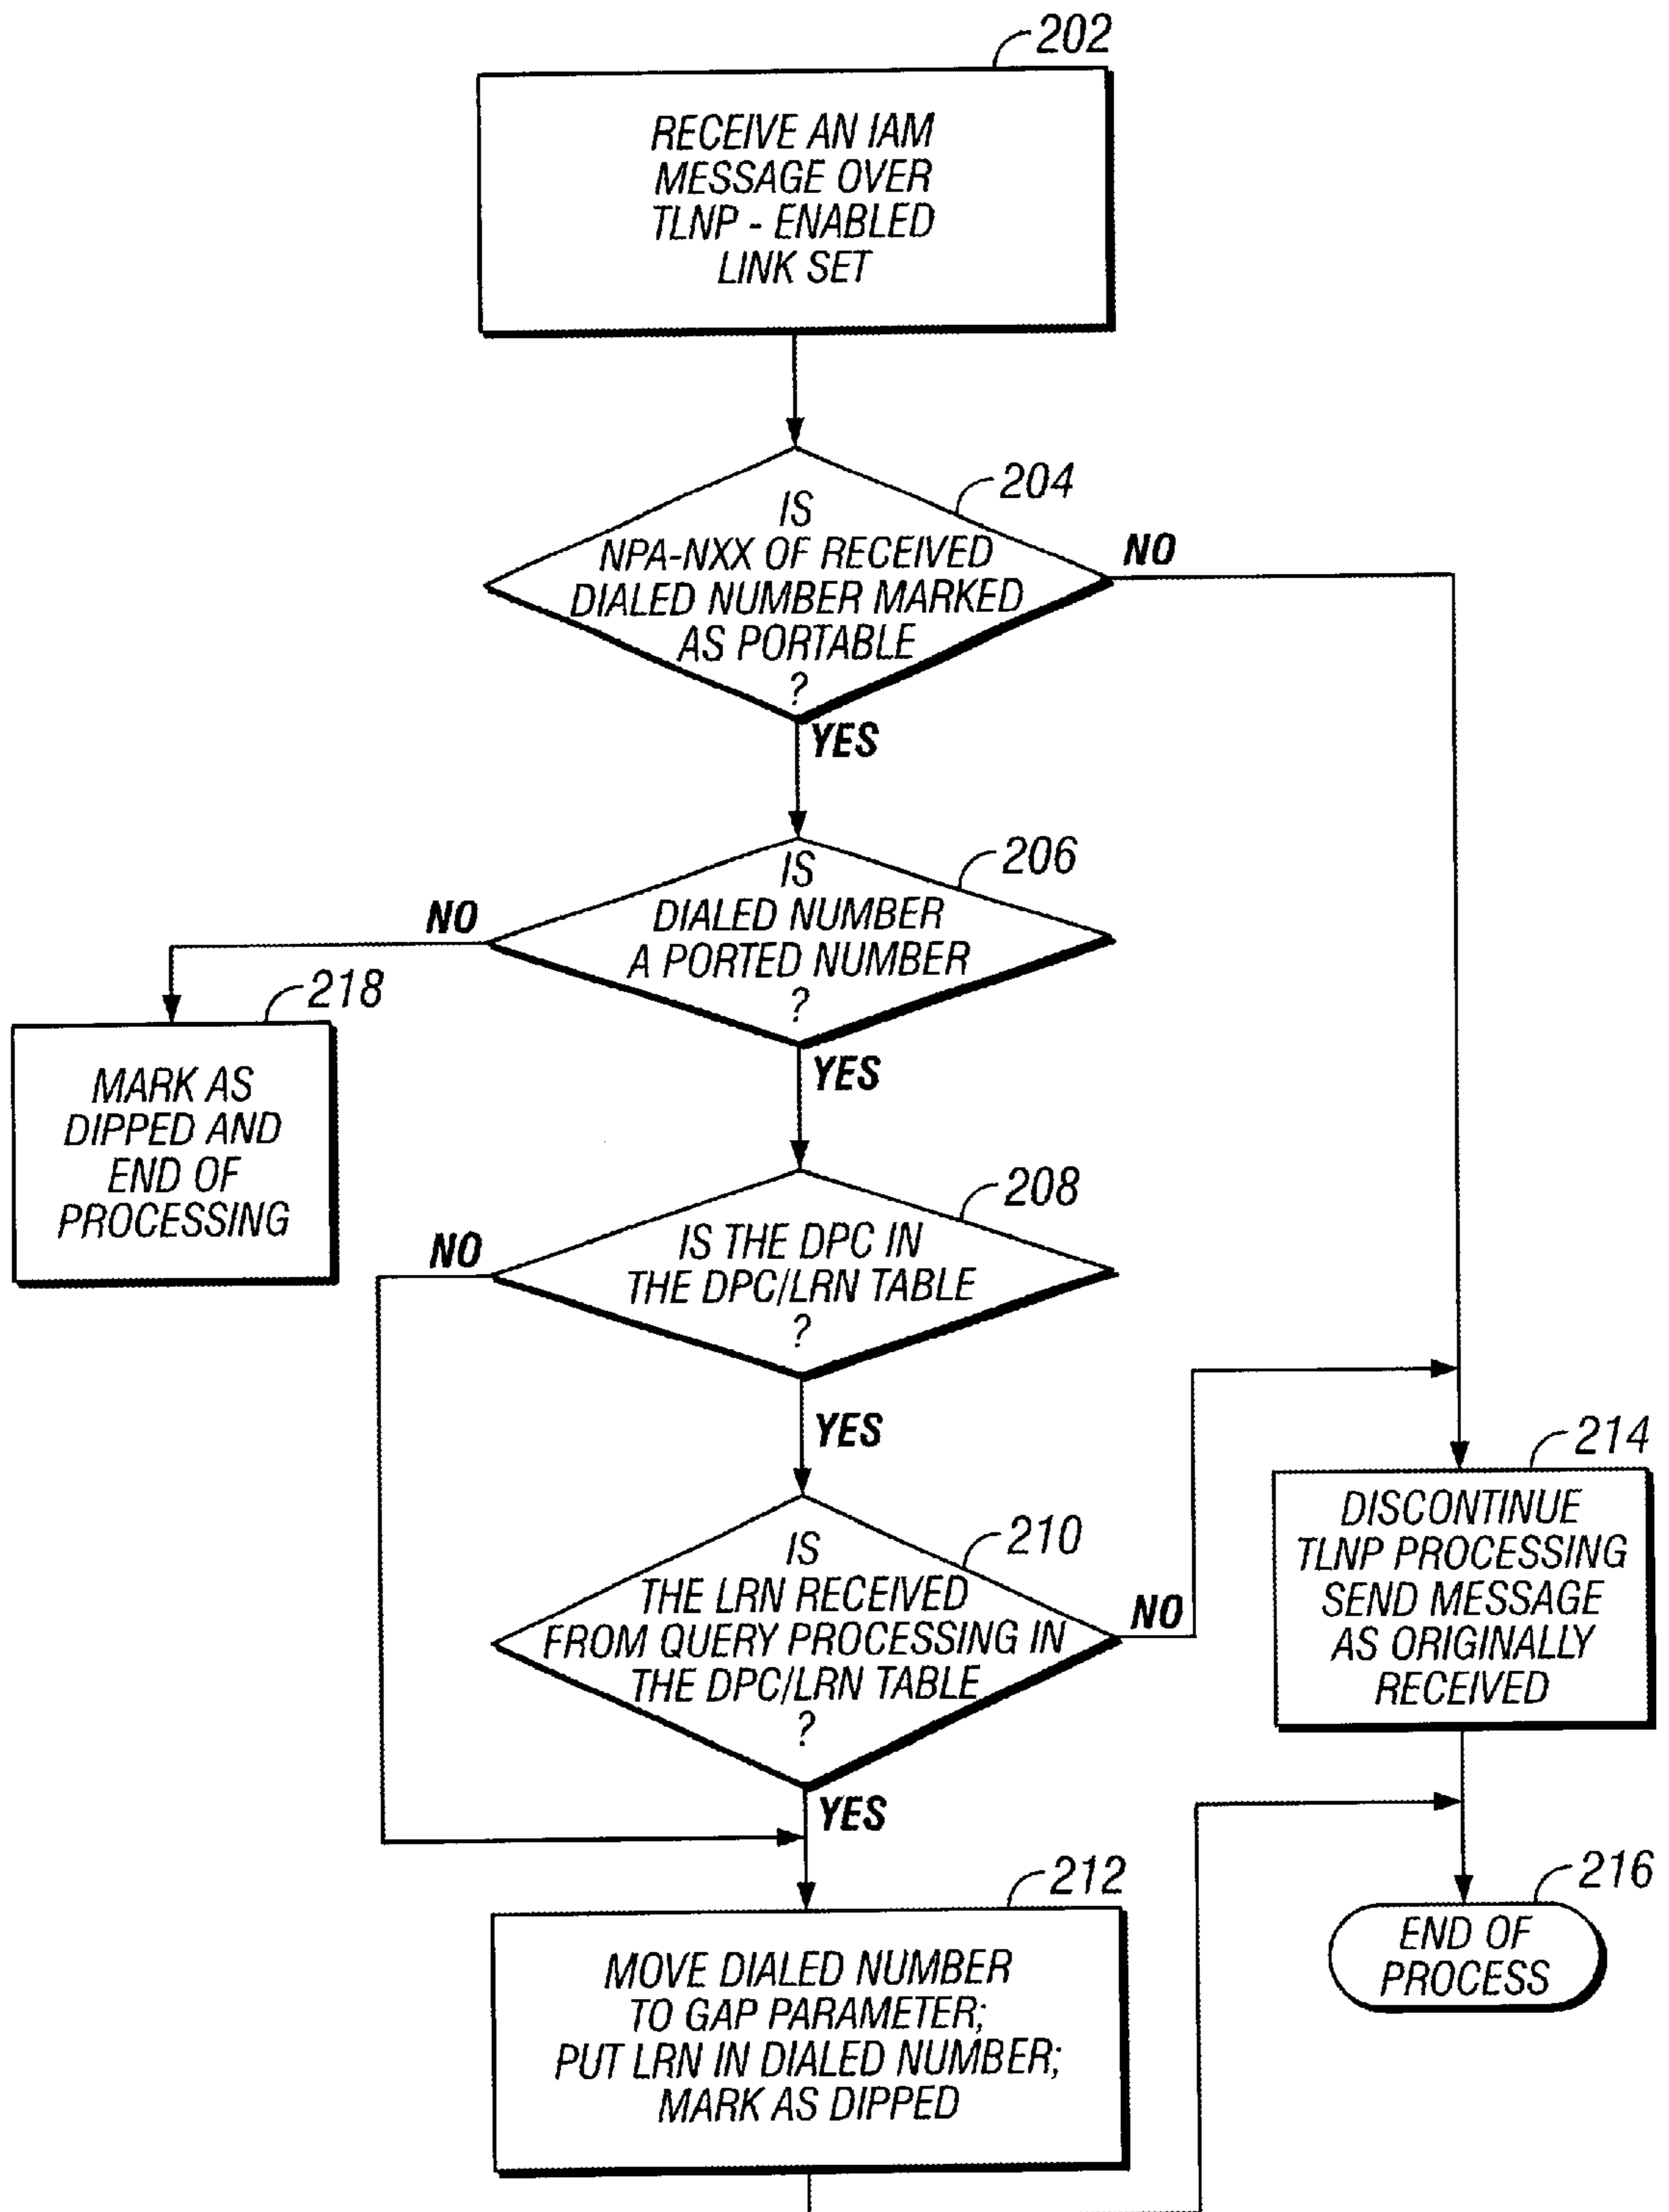 202
RECEIVE AN IAM
MESSAGE OVER
TLNP - ENABLED
LINK SET
204
IS
NPA-NXX OF RECEIVED
DIALED NUMBER MARKED
AS PORTABLE
?
NO
YES
206
IS
DIALED NUMBER
A PORTED NUMBER
?
NO
YES
218
MARK AS
DIPPED AND
END OF
PROCESSING
208
IS THE DPC IN
THE DPC/LRN TABLE
?
NO
YES
210
IS
THE LRN RECEIVED
FROM QUERY PROCESSING IN
THE DPC/LRN TABLE
?
NO
YES
214
DISCONTINUE
TLNP PROCESSING
SEND MESSAGE
AS ORIGINALLY
RECEIVED
212
MOVE DIALED NUMBER
TO GAP PARAMETER;
PUT LRN IN DIALED NUMBER;
MARK AS DIPPED
216
END OF
PROCESS